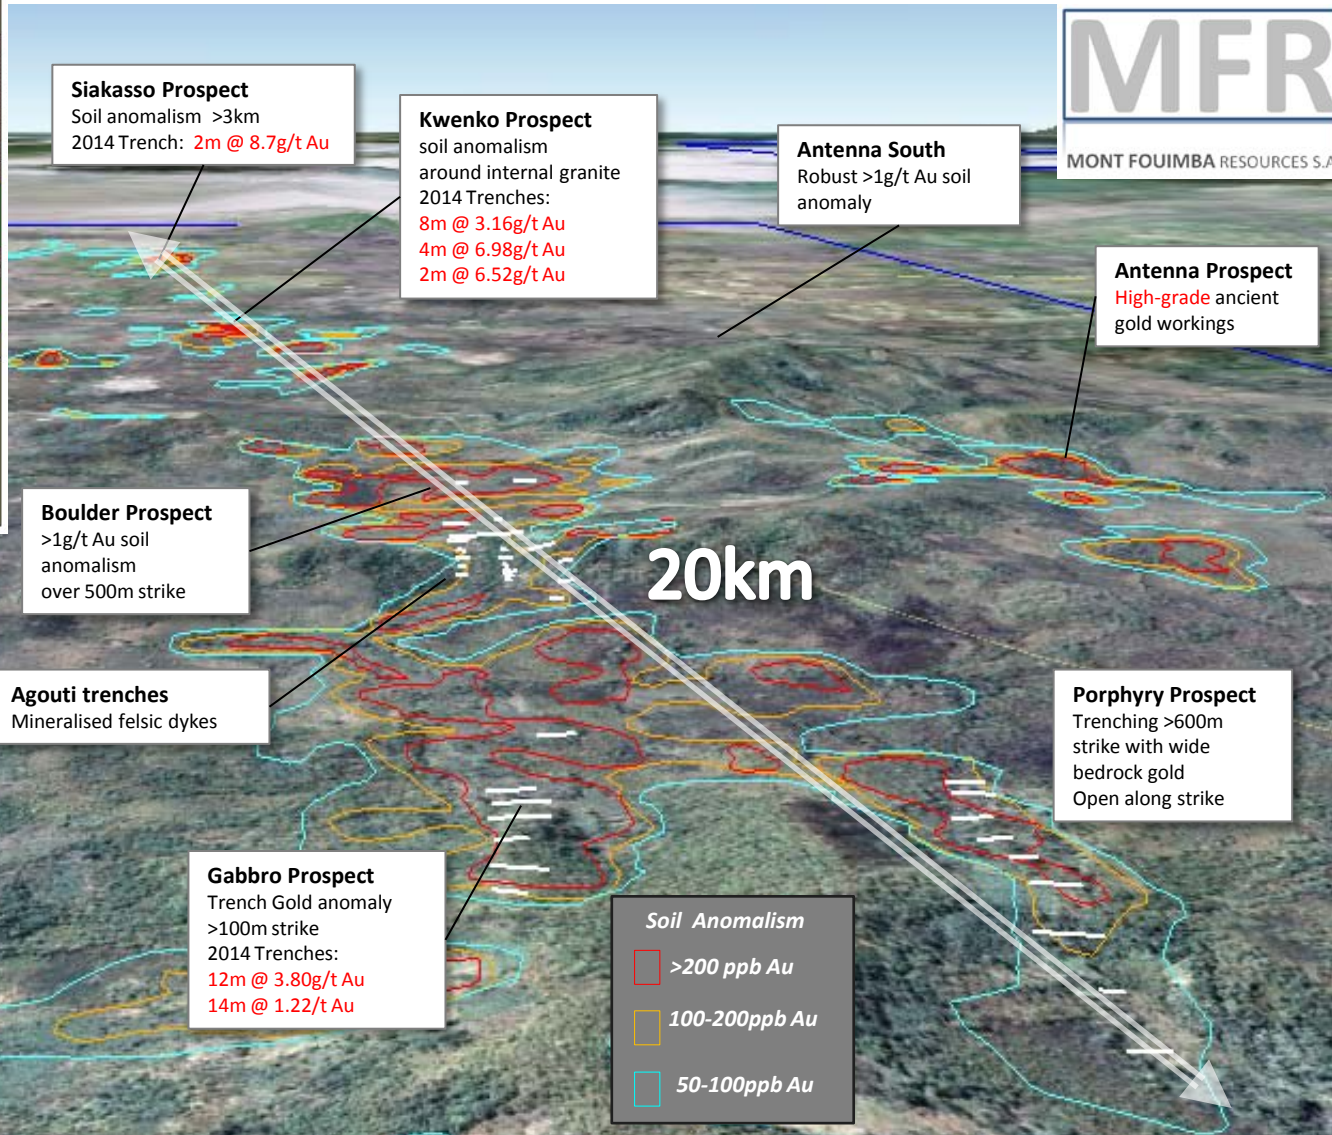 MFR
MONT FOUIMBA RESOURCES S.A
Siakasso Prospect
Soil anomalism >3km
2014 Trench: 2m @ 8.7g/t Au
Kwenko Prospect
soil anomalism
around internal granite
2014 Trenches:
8m @ 3.16g/t Au
4m @ 6.98g/t Au
2m @ 6.52g/t Au
Antenna South
Robust >1g/t Au soil
anomaly
Antenna Prospect
High-grade ancient
gold workings
Boulder Prospect
>1g/t Au soil
anomalism
over 500m strike
20km
Agouti trenches
Mineralised felsic dykes
Porphyry Prospect
Trenching >600m
strike with wide
bedrock gold
Open along strike
Gabbro Prospect
Trench Gold anomaly
>100m strike
2014 Trenches:
12m @ 3.80g/t Au
14m @ 1.22/t Au
Soil Anomalism
>200 ppb Au
100-200ppb Au
50-100ppb Au